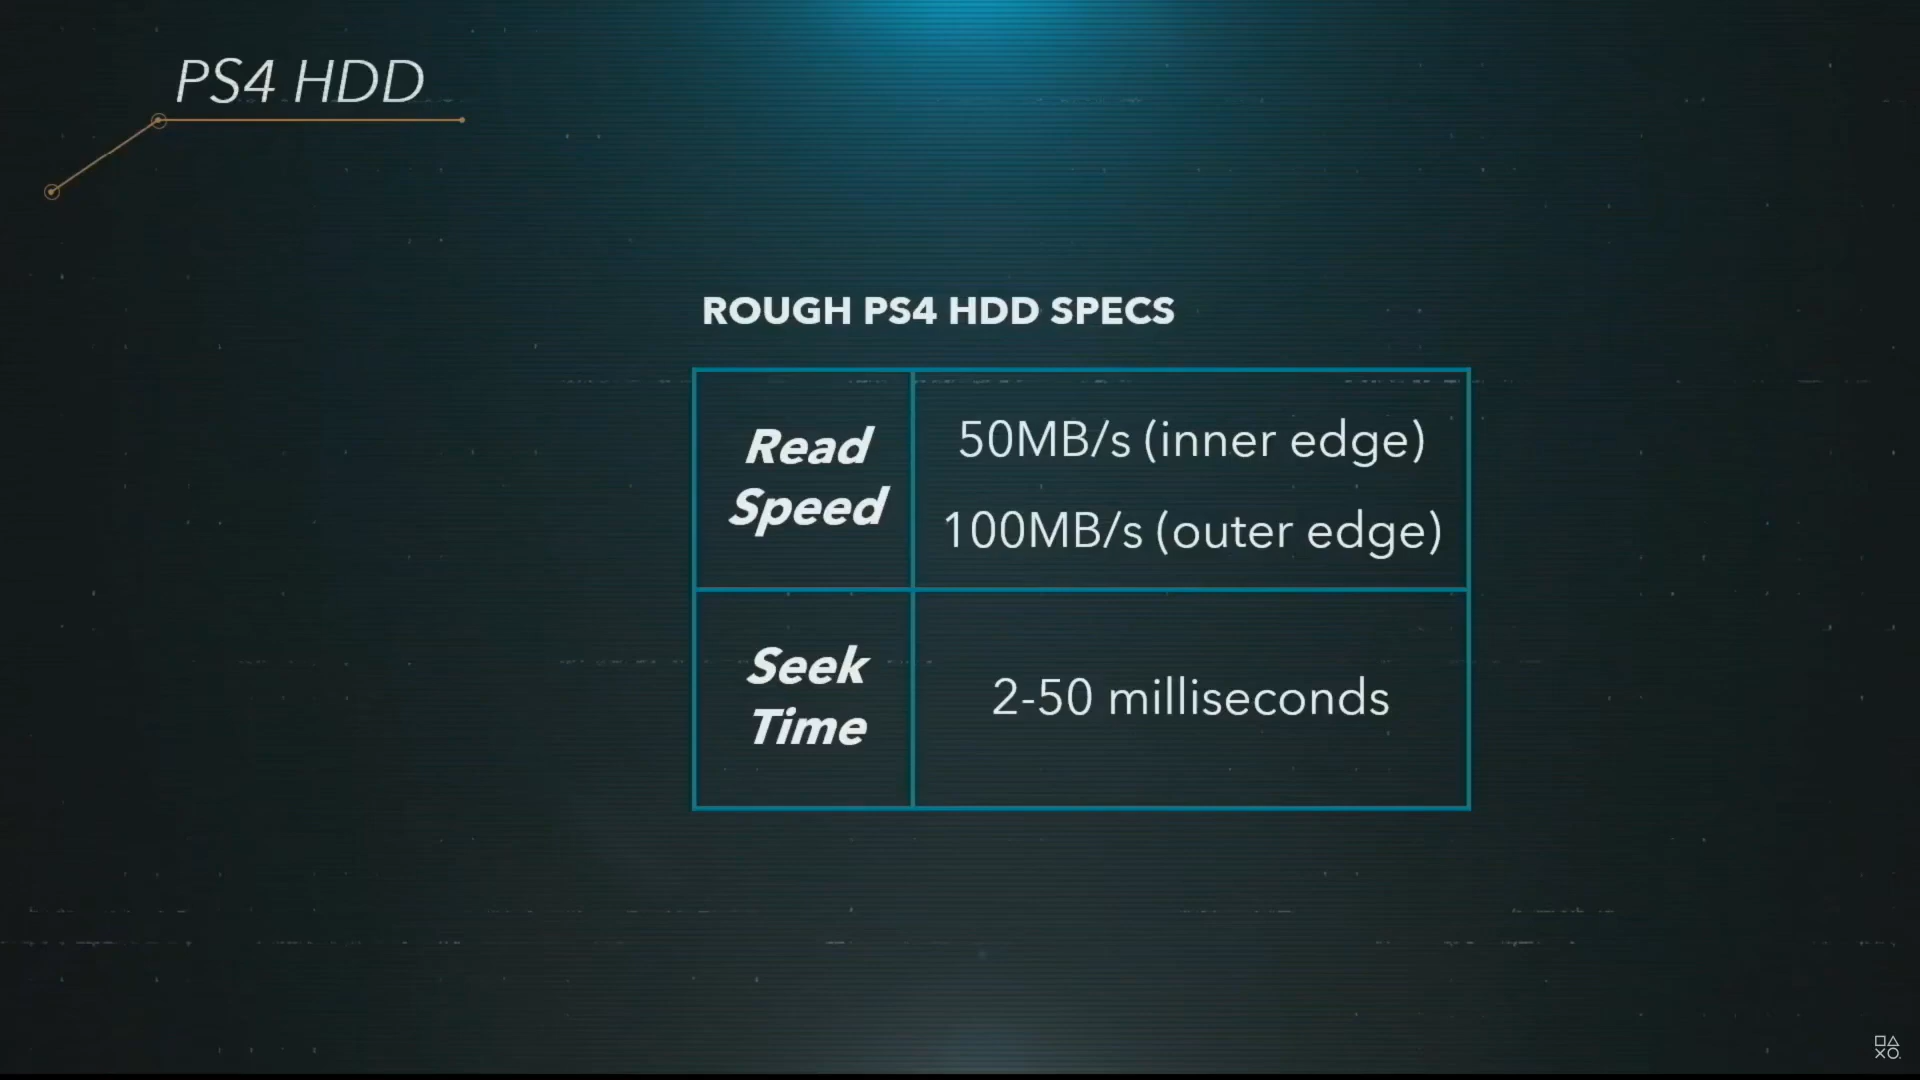 PS4 HDD
ROUGH PS4 HDD SPECS
Read
Speed
50MB/s (inner edge)
100MB/s (outer edge)
Seek
Time
2-50 milliseconds